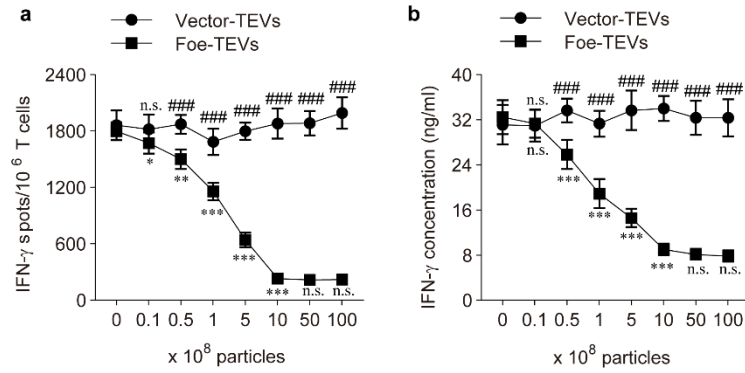 a
Vector-TEVs
Foe-TEVs
IFN-γ spots/10⁶ T cells
2400
1800
1200
600
0
n.s. ### ### ### ### ### ###
* ** *** *** *** n.s. n.s.
0 0.1 0.5 1 5 10 50 100
x 10⁸ particles
b
Vector-TEVs
Foe-TEVs
IFN-γ concentration (ng/ml)
40
32
24
16
8
0
n.s. ### ### ### ### ### ###
n.s. *** *** *** *** n.s. n.s.
0 0.1 0.5 1 5 10 50 100
x 10⁸ particles